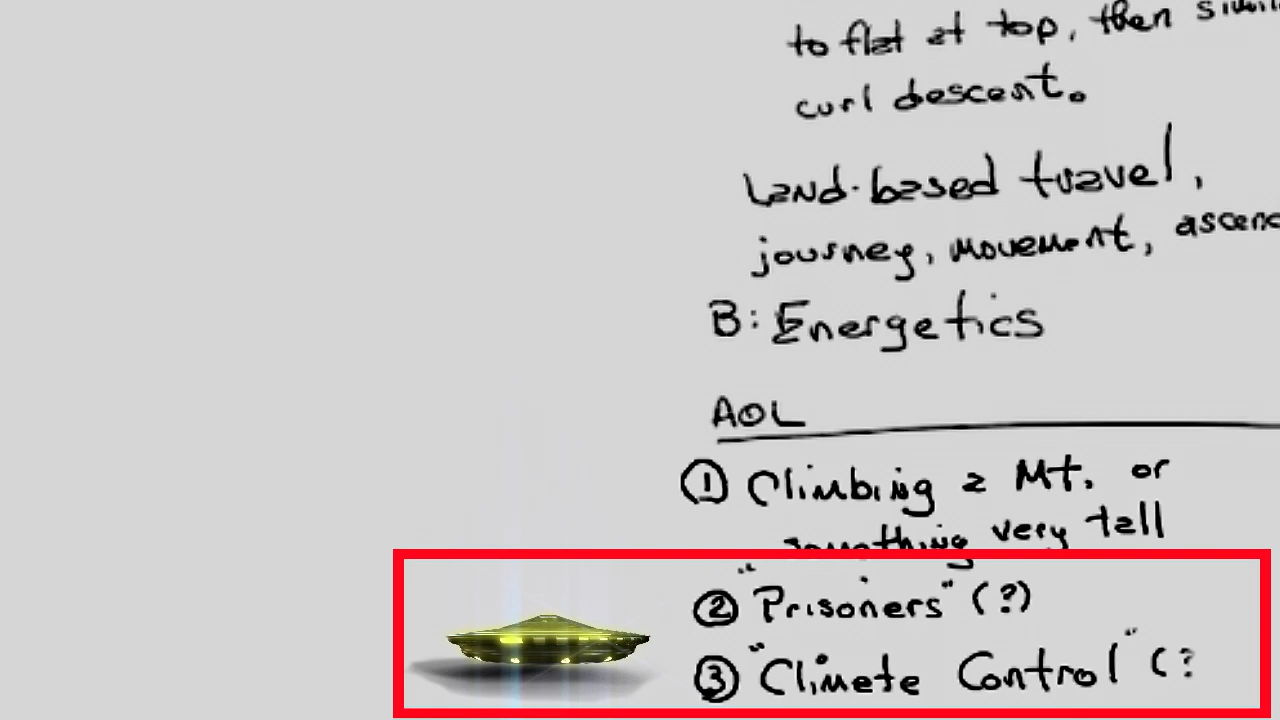 to flat at top, then
curl descent.
Land-based travel,
journey, movement,
B: Energetics
AOL
① Climbing a Mt. or
something very tall
② "Prisoners" (?)
③ "Climate Control" (?